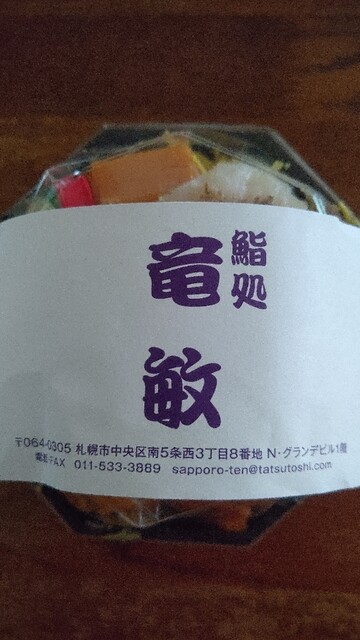 鮨処
竜敏
〒064-0305 札幌市中央区南5条西3丁目8番地 N・グランデビル1階
電話・FAX 011-533-3889 sapporo-ten@tatsutoshi.com